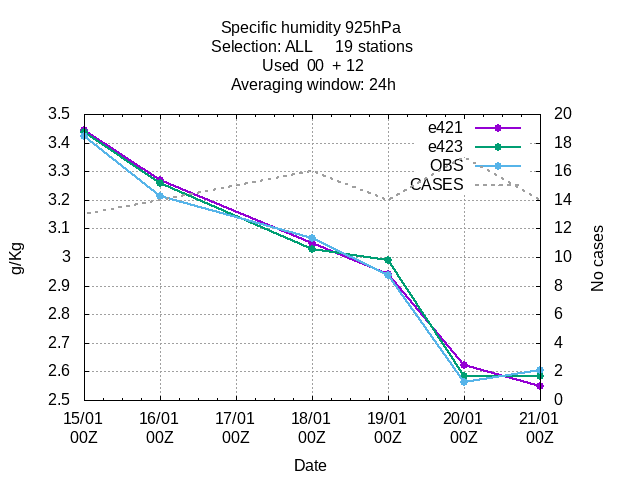 Specific humidity 925hPa
Selection: ALL     19 stations
Used  00  + 12
Averaging window: 24h
3.5
3.4
3.3
3.2
3.1
3
2.9
2.8
2.7
2.6
2.5
g/Kg
e421
e423
OBS
CASES
20
18
16
14
12
10
8
6
4
2
0
No cases
15/01 16/01 17/01 18/01 19/01 20/01 21/01
00Z 00Z 00Z 00Z 00Z 00Z 00Z
Date